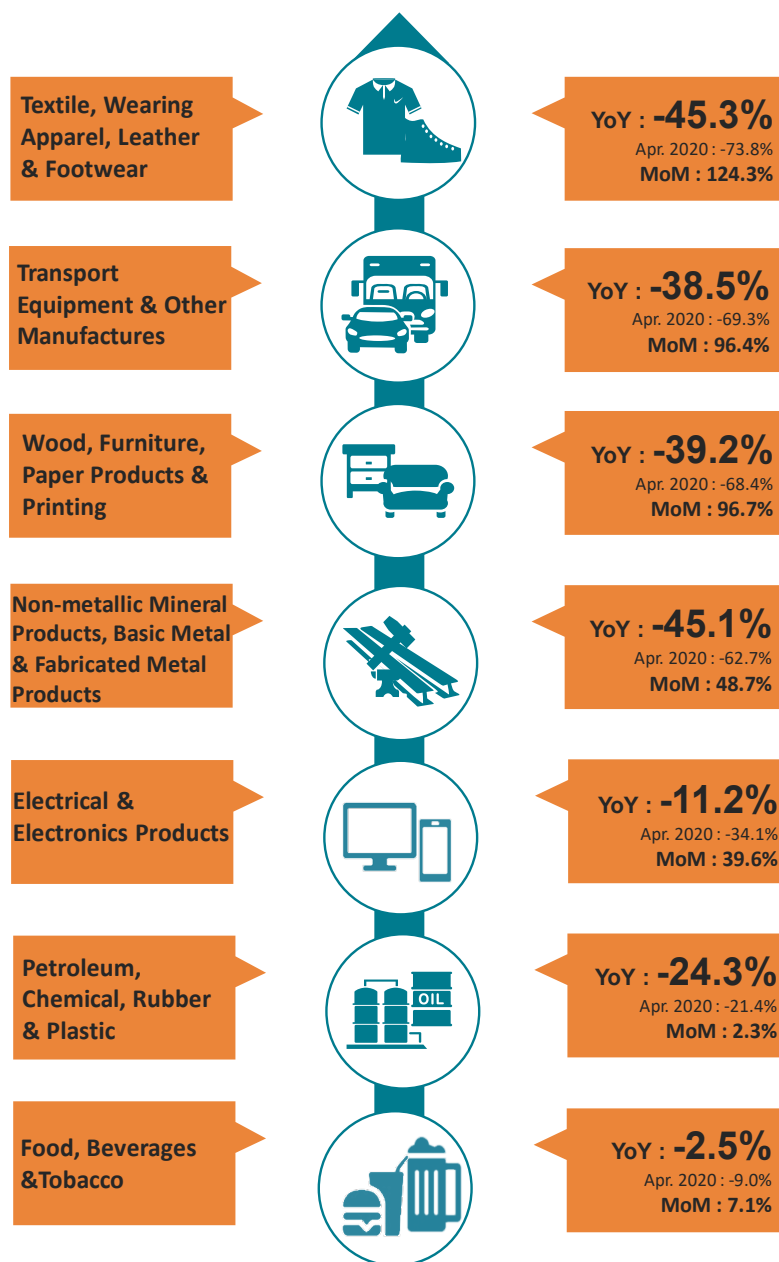 Textile, Wearing
Apparel, Leather
& Footwear
YoY : -45.3%
Apr. 2020 : -73.8%
MoM : 124.3%
Transport
Equipment & Other
Manufactures
YoY : -38.5%
Apr. 2020 : -69.3%
MoM : 96.4%
Wood, Furniture,
Paper Products &
Printing
YoY : -39.2%
Apr. 2020 : -68.4%
MoM : 96.7%
Non-metallic Mineral
Products, Basic Metal
& Fabricated Metal
Products
YoY : -45.1%
Apr. 2020 : -62.7%
MoM : 48.7%
Electrical &
Electronics Products
YoY : -11.2%
Apr. 2020 : -34.1%
MoM : 39.6%
Petroleum,
Chemical, Rubber
& Plastic
OIL
YoY : -24.3%
Apr. 2020 : -21.4%
MoM : 2.3%
Food, Beverages
&Tobacco
YoY : -2.5%
Apr. 2020 : -9.0%
MoM : 7.1%